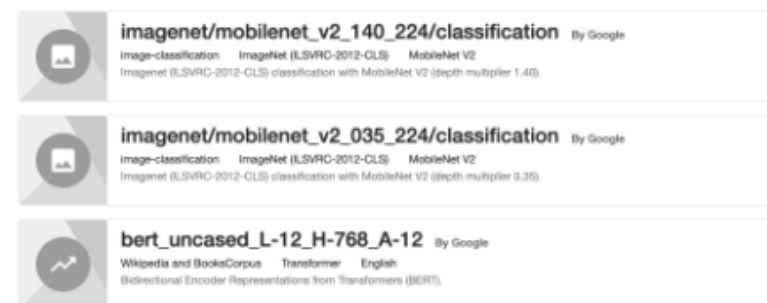 imagenet/mobilenet_v2_140_224/classification By Google
image-classification ImageNet (ILSVRC-2012-CLS) MobileNet V2
Imagenet (ILSVRC-2012-CLS) classification with MobileNet V2 (depth multiplier 1.40).
imagenet/mobilenet_v2_035_224/classification By Google
image-classification ImageNet (ILSVRC-2012-CLS) MobileNet V2
Imagenet (ILSVRC-2012-CLS) classification with MobileNet V2 (depth multiplier 0.35).
bert_uncased_L-12_H-768_A-12 By Google
Wikipedia and BooksCorpus Transformer English
Bidirectional Encoder Representations from Transformers (BERT).